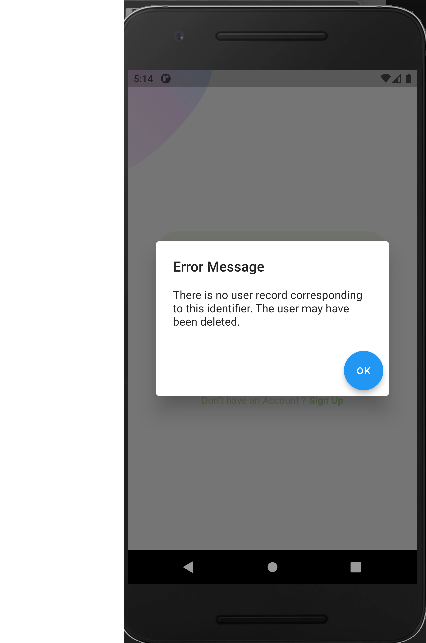 5:14
Error Message
There is no user record corresponding
to this identifier. The user may have
been deleted.
OK
Don't have an Account ? Sign Up